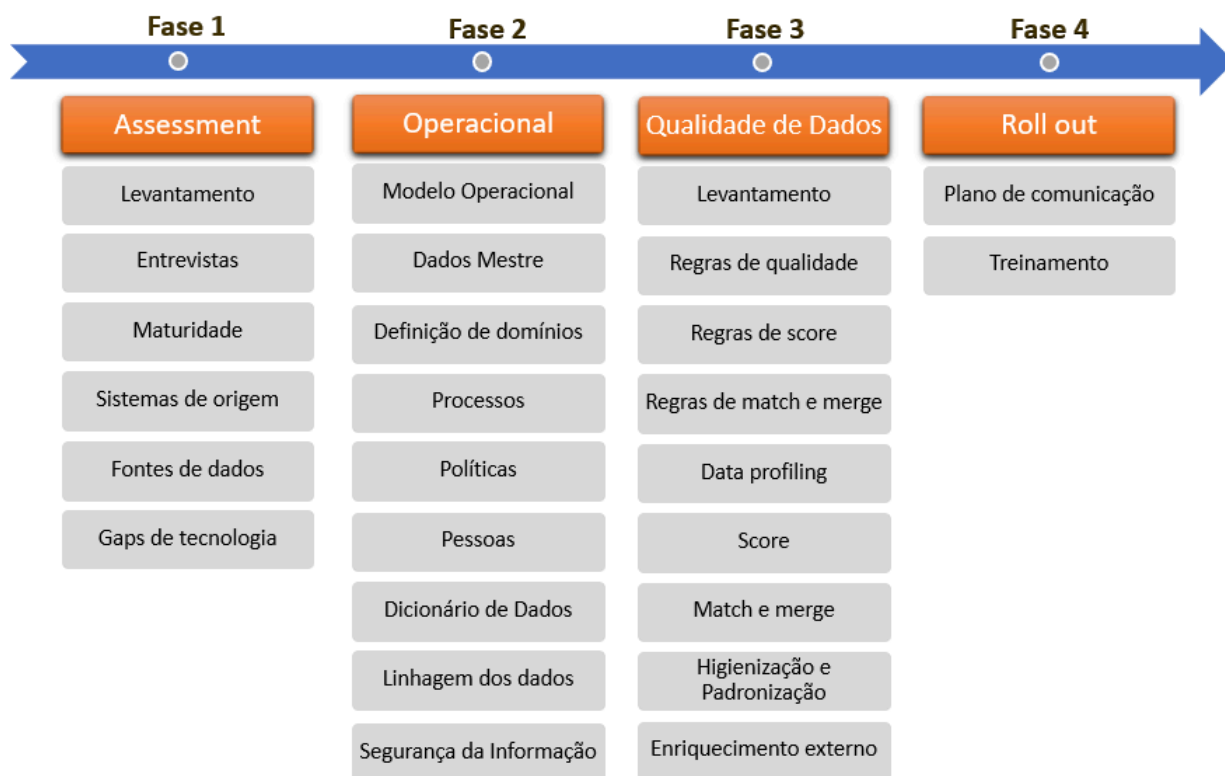 Fase 1
Fase 2
Fase 3
Fase 4
Assessment
Operacional
Qualidade de Dados
Roll out
Levantamento
Entrevistas
Maturidade
Sistemas de origem
Fontes de dados
Gaps de tecnologia
Modelo Operacional
Dados Mestre
Definição de domínios
Processos
Políticas
Pessoas
Dicionário de Dados
Linhagem dos dados
Segurança da Informação
Levantamento
Regras de qualidade
Regras de score
Regras de match e merge
Data profiling
Score
Match e merge
Higienização e
Padronização
Enriquecimento externo
Plano de comunicação
Treinamento